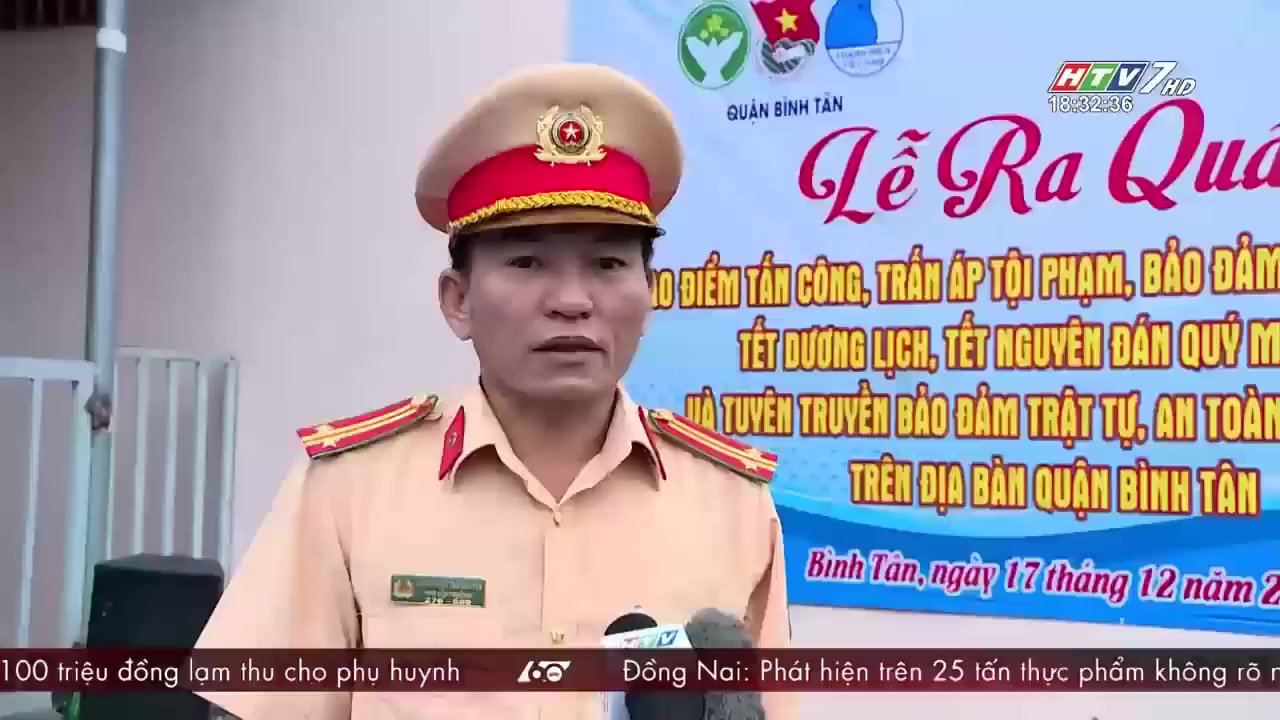 HTV7 HD
18:32:36
QUẬN BÌNH TÂN
Lễ Ra Quâ
ĐIỂM TẤN CÔNG, TRẤN ÁP TỘI PHẠM, BẢO ĐẢM
TẾT DƯƠNG LỊCH, TẾT NGUYÊN ĐÁN QUÝ M
VÀ TUYÊN TRUYỀN BẢO ĐẢM TRẬT TỰ, AN TOÀN
TRÊN ĐỊA BÀN QUẬN BÌNH TÂN
Bình Tân, ngày 17 tháng 12 năm 2
HTV
100 triệu đồng lạm thu cho phụ huynh
60
Đồng Nai: Phát hiện trên 25 tấn thực phẩm không rõ